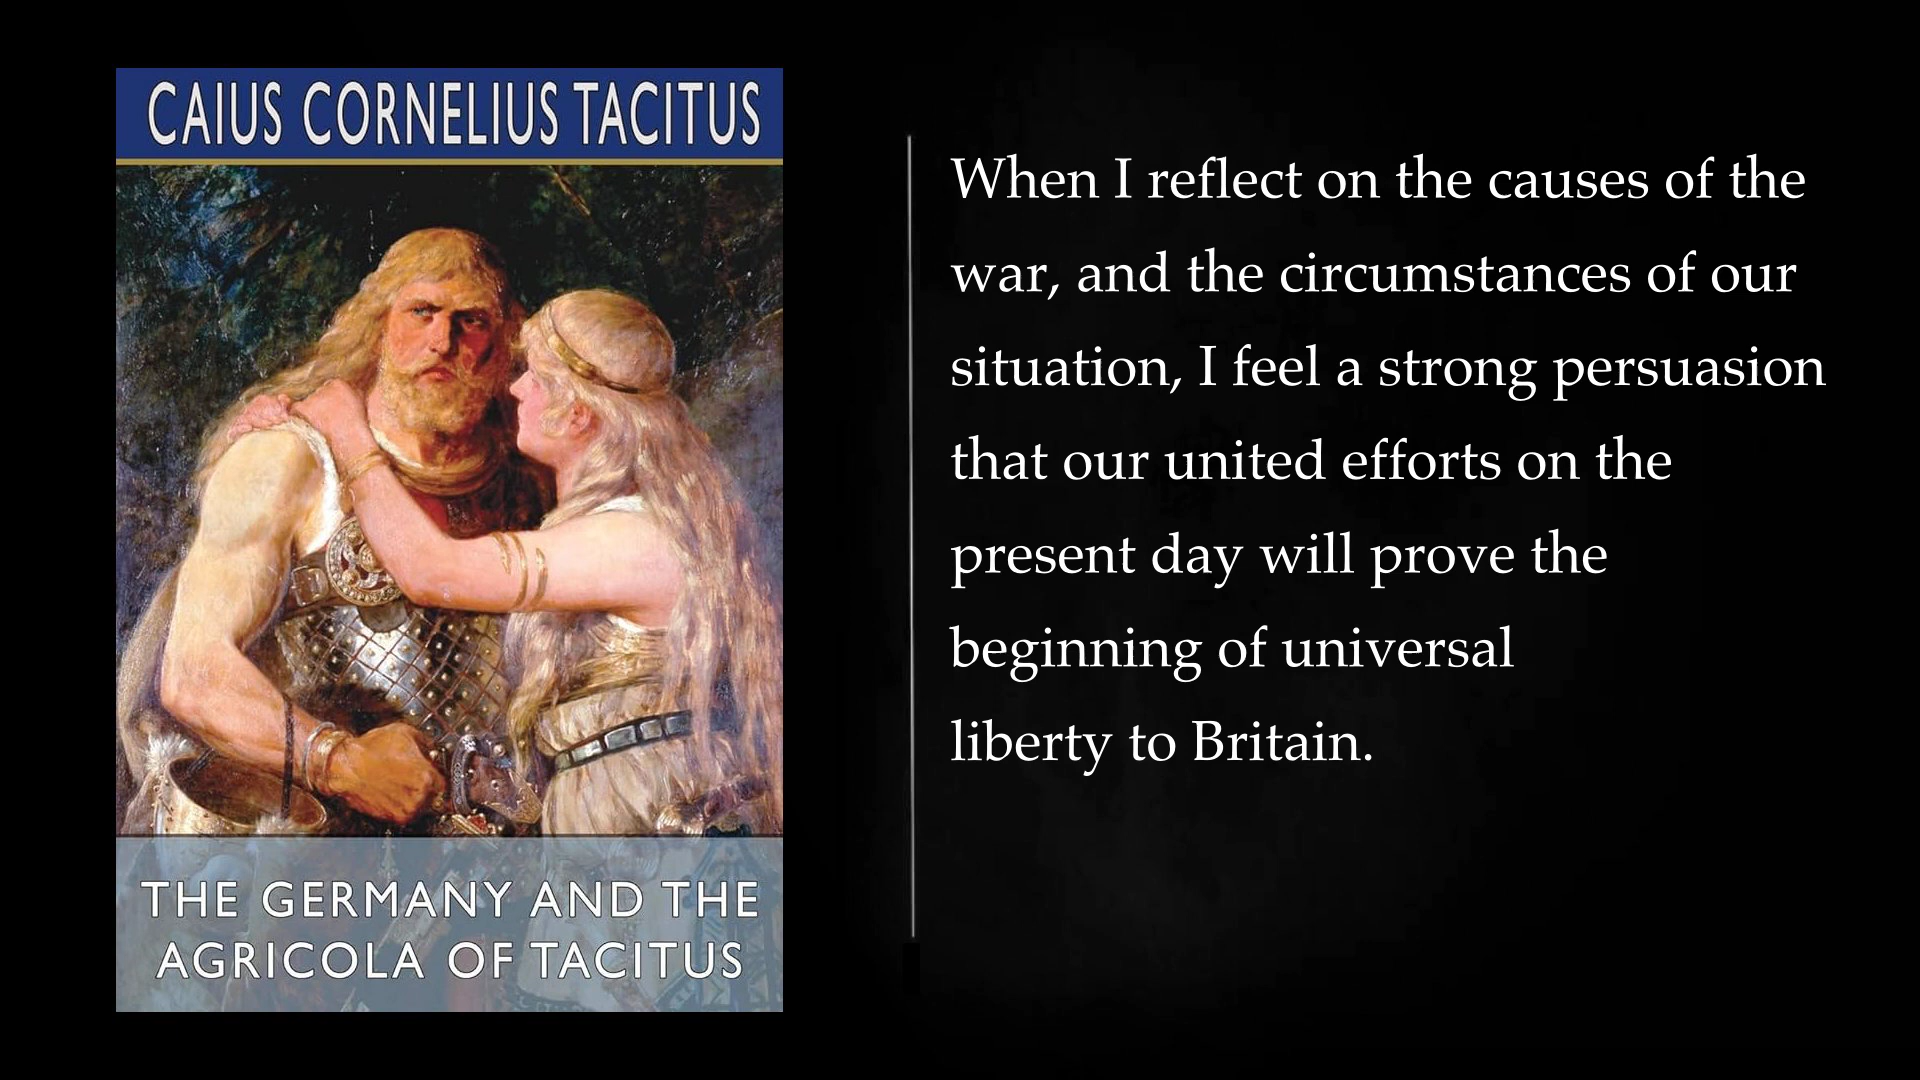 CAIUS CORNELIUS TACITUS
THE GERMANY AND THE
AGRICOLA OF TACITUS
When I reflect on the causes of the
war, and the circumstances of our
situation, I feel a strong persuasion
that our united efforts on the
present day will prove the
beginning of universal
liberty to Britain.